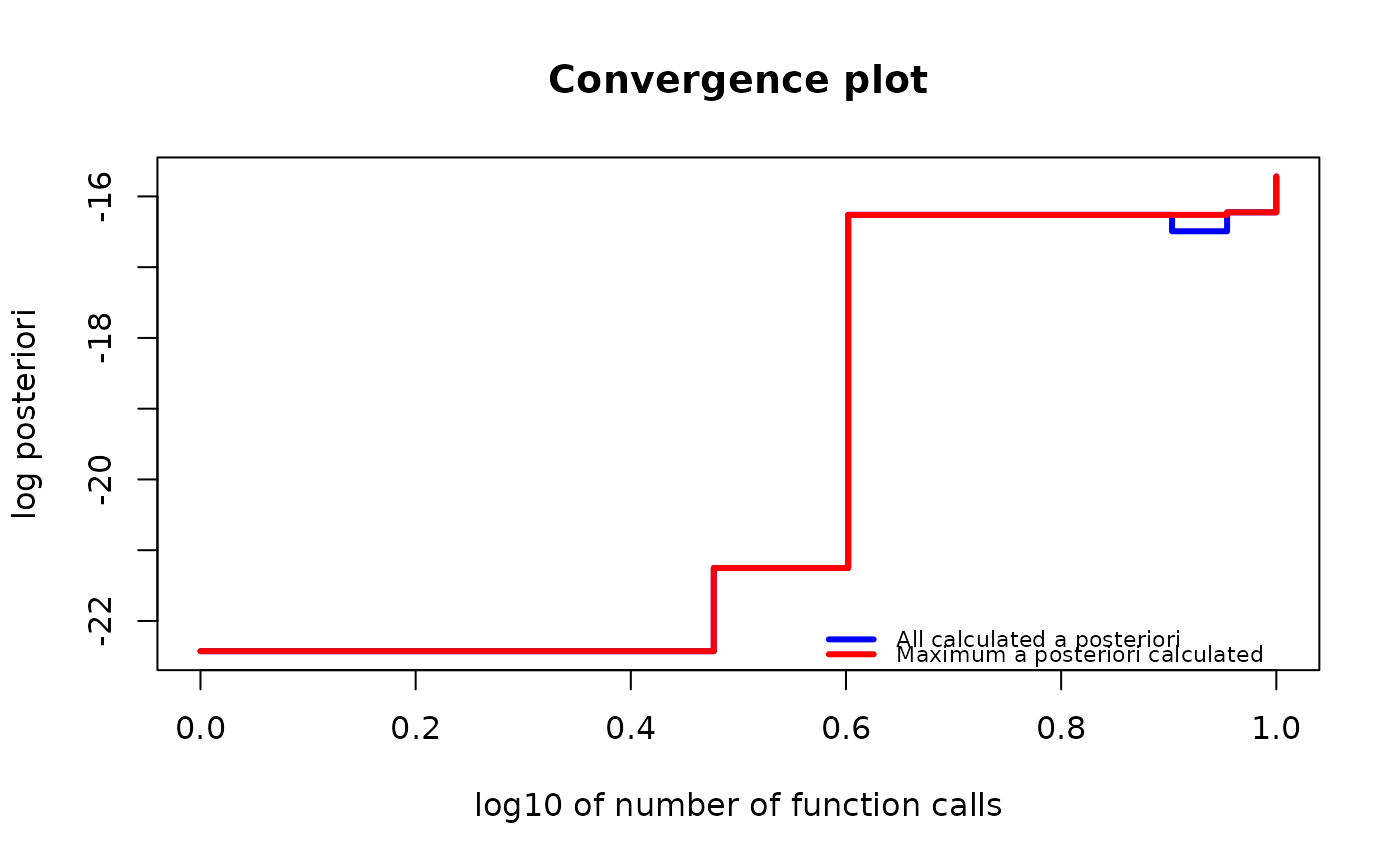 Convergence plot
log posteriori
-16
-18
-20
-22
All calculated a posteriori
Maximum a posteriori calculated
0.0 0.2 0.4 0.6 0.8 1.0
log10 of number of function calls